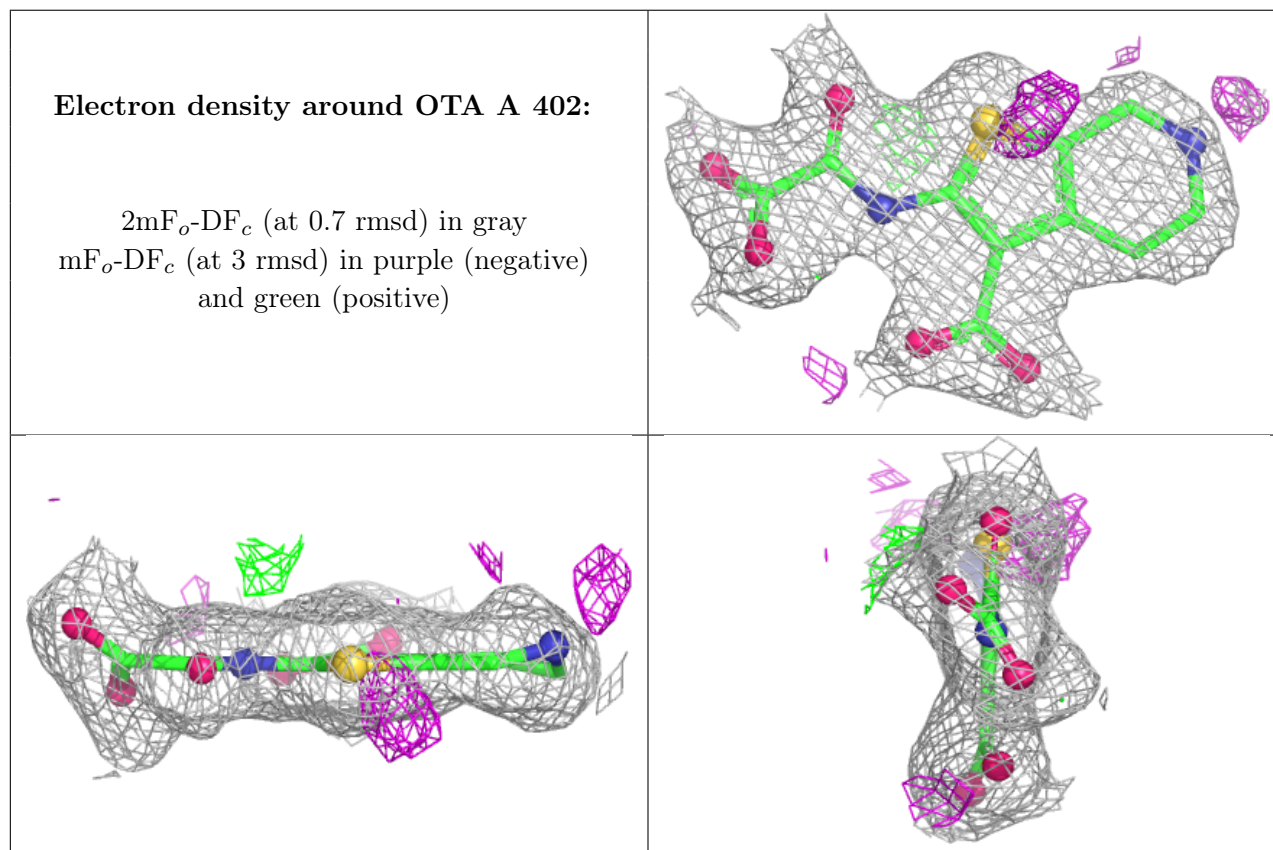 Electron density around OTA A 402:
2mFo-DFc (at 0.7 rmsd) in gray
mFo-DFc (at 3 rmsd) in purple (negative)
and green (positive)